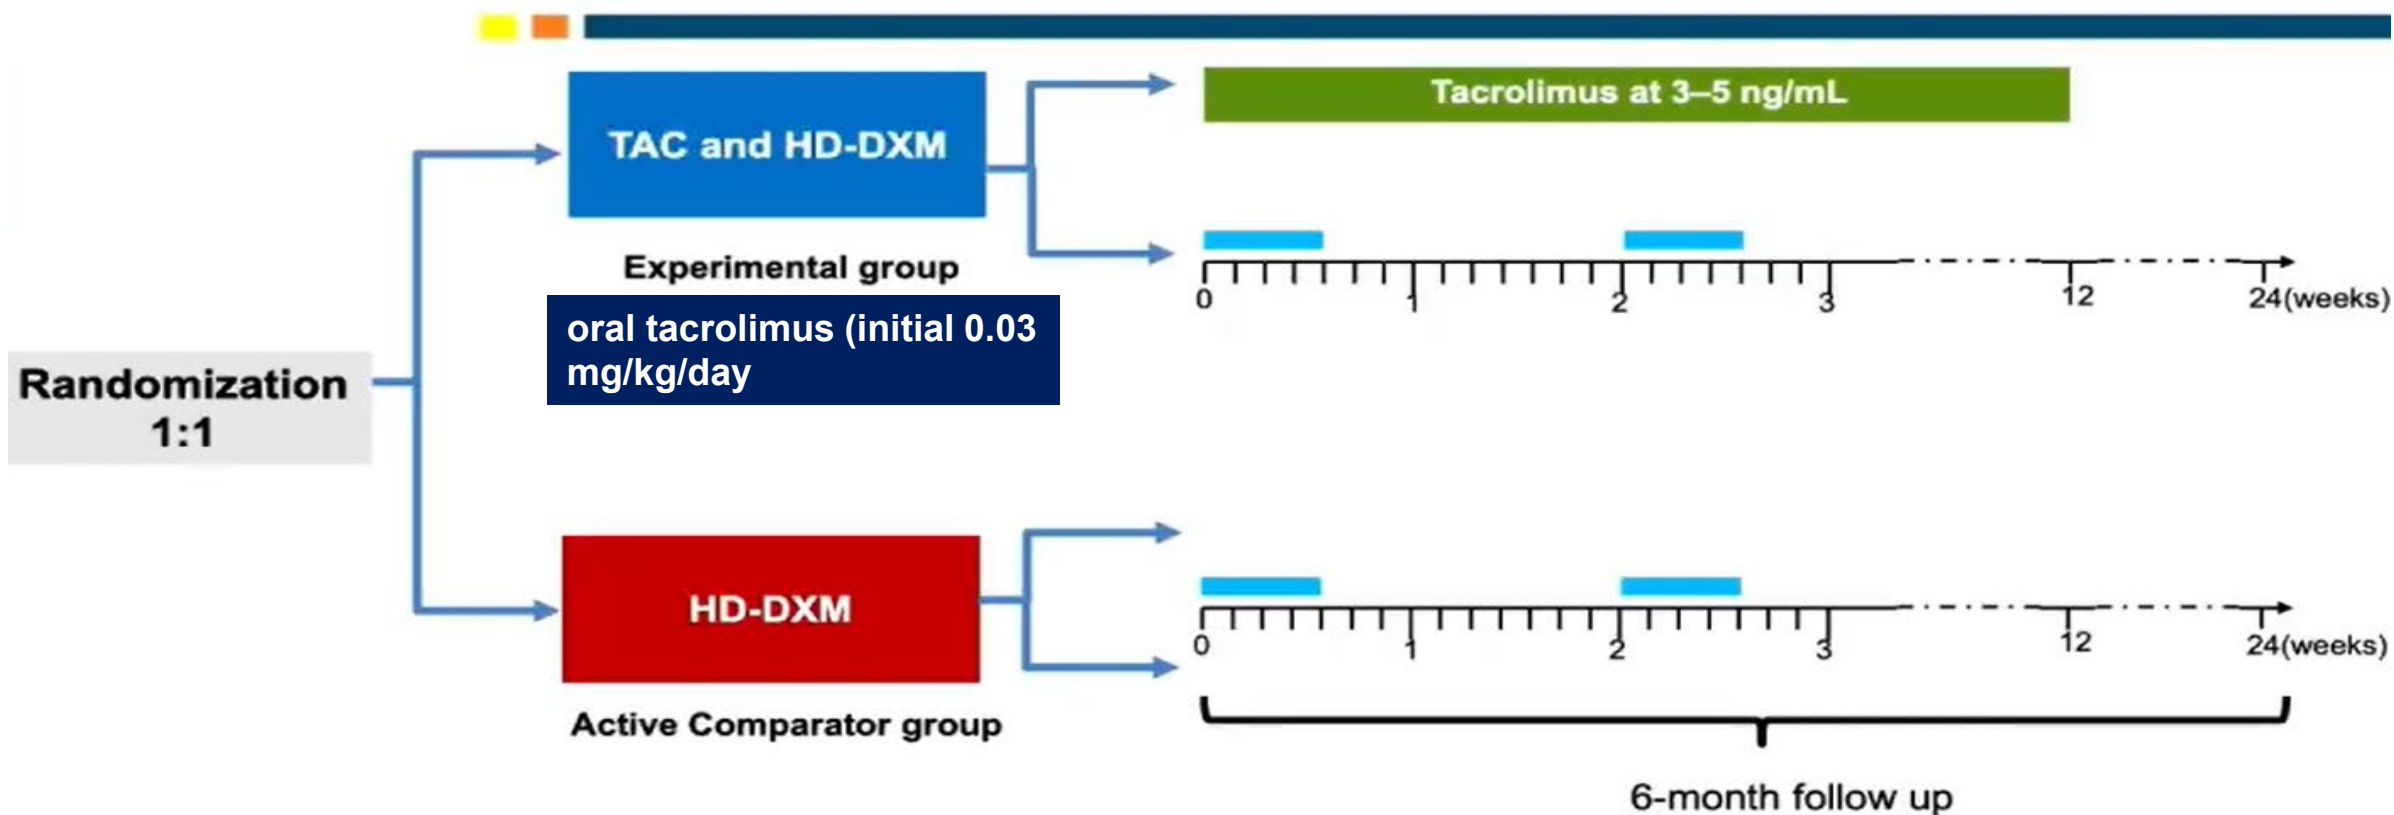 Tacrolimus at 3–5 ng/mL
TAC and HD-DXM
Experimental group
0 1 2 3 12 24(weeks)
oral tacrolimus (initial 0.03
mg/kg/day
Randomization
1:1
HD-DXM
0 1 2 3 12 24(weeks)
Active Comparator group
6-month follow up